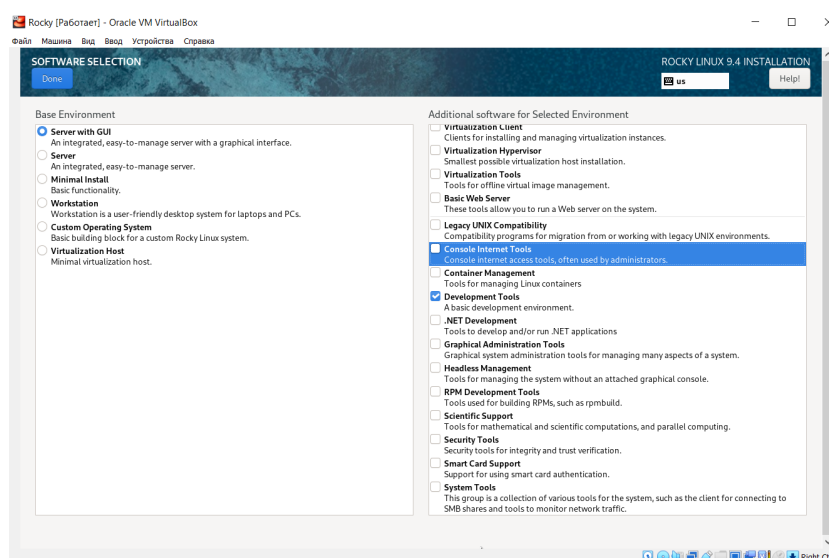 Rocky [Работает] - Oracle VM VirtualBox
Файл Машина Вид Ввод Устройства Справка
SOFTWARE SELECTION
ROCKY LINUX 9.4 INSTALLATION
Done
us
Help!
Base Environment
Server with GUI
An integrated, easy-to-manage server with a graphical interface.
Server
An integrated, easy-to-manage server.
Minimal Install
Basic functionality.
Workstation
Workstation is a user-friendly desktop system for laptops and PCs.
Custom Operating System
Basic building block for a custom Rocky Linux system.
Virtualization Host
Minimal virtualization host.
Additional software for Selected Environment
Virtualization Client
Clients for installing and managing virtualization instances.
Virtualization Hypervisor
Smallest possible virtualization host installation.
Virtualization Tools
Tools for offline virtual image management.
Basic Web Server
These tools allow you to run a Web server on the system.
Legacy UNIX Compatibility
Compatibility programs for migration from or working with legacy UNIX environments.
Console Internet Tools
Console internet access tools, often used by administrators.
Container Management
Tools for managing Linux containers
Development Tools
A basic development environment.
.NET Development
Tools to develop and/or run .NET applications
Graphical Administration Tools
Graphical system administration tools for managing many aspects of a system.
Headless Management
Tools for managing the system without an attached graphical console.
RPM Development Tools
Tools used for building RPMs, such as rpmbuild.
Scientific Support
Tools for mathematical and scientific computations, and parallel computing.
Security Tools
Security tools for integrity and trust verification.
Smart Card Support
Support for using smart card authentication.
System Tools
This group is a collection of various tools for the system, such as the client for connecting to
SMB shares and tools to monitor network traffic.
Right